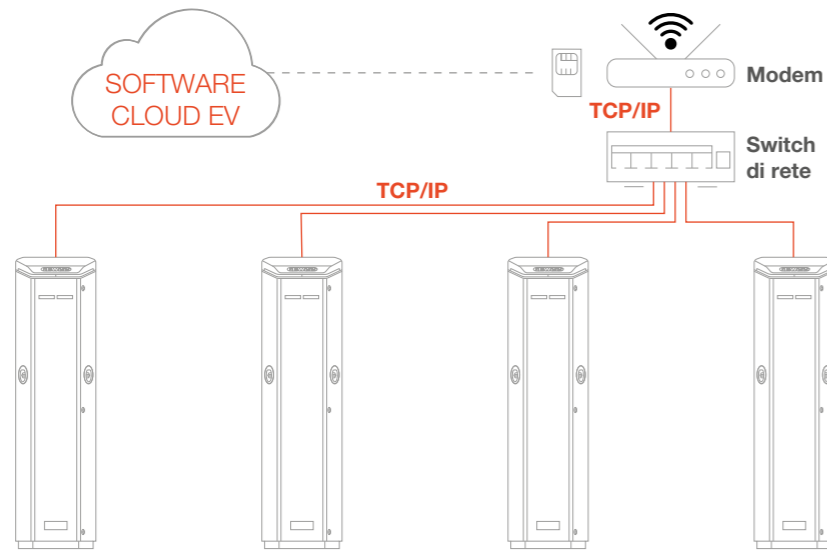 SOFTWARE
CLOUD EV
Modem
TCP/IP
Switch
di rete
TCP/IP